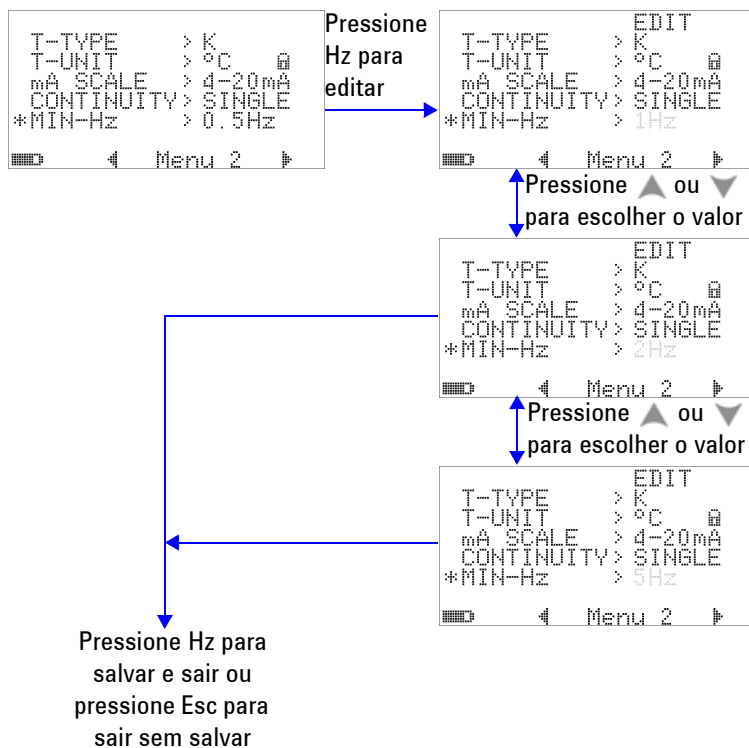 T-TYPE > K
T-UNIT > °C
mA SCALE > 4-20mA
CONTINUITY > SINGLE
*MIN-Hz > 0.5Hz
Menu 2
Pressione
Hz para
editar
EDIT
T-TYPE > K
T-UNIT > °C
mA SCALE > 4-20mA
CONTINUITY > SINGLE
*MIN-Hz > 1Hz
Menu 2
Pressione ou
para escolher o valor
EDIT
T-TYPE > K
T-UNIT > °C
mA SCALE > 4-20mA
CONTINUITY > SINGLE
*MIN-Hz > 2Hz
Menu 2
Pressione ou
para escolher o valor
EDIT
T-TYPE > K
T-UNIT > °C
mA SCALE > 4-20mA
CONTINUITY > SINGLE
*MIN-Hz > 5Hz
Menu 2
Pressione Hz para
salvar e sair ou
pressione Esc para
sair sem salvar